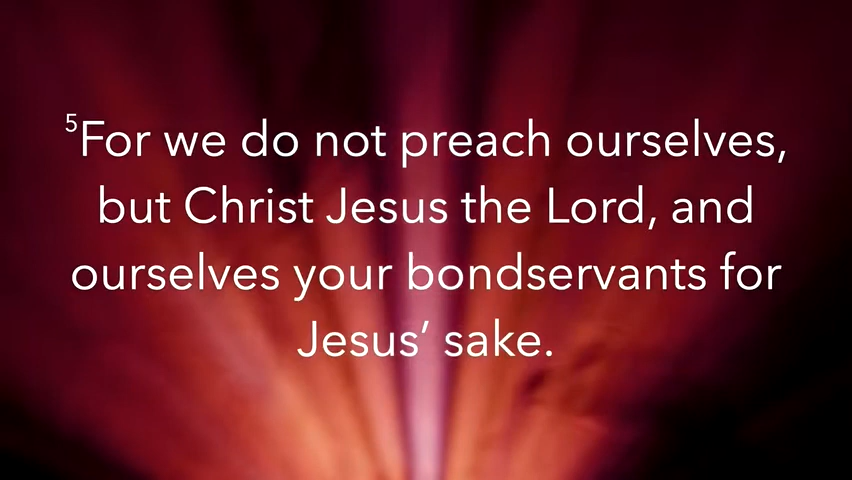 ⁵For we do not preach ourselves,
but Christ Jesus the Lord, and
ourselves your bondservants for
Jesus’ sake.